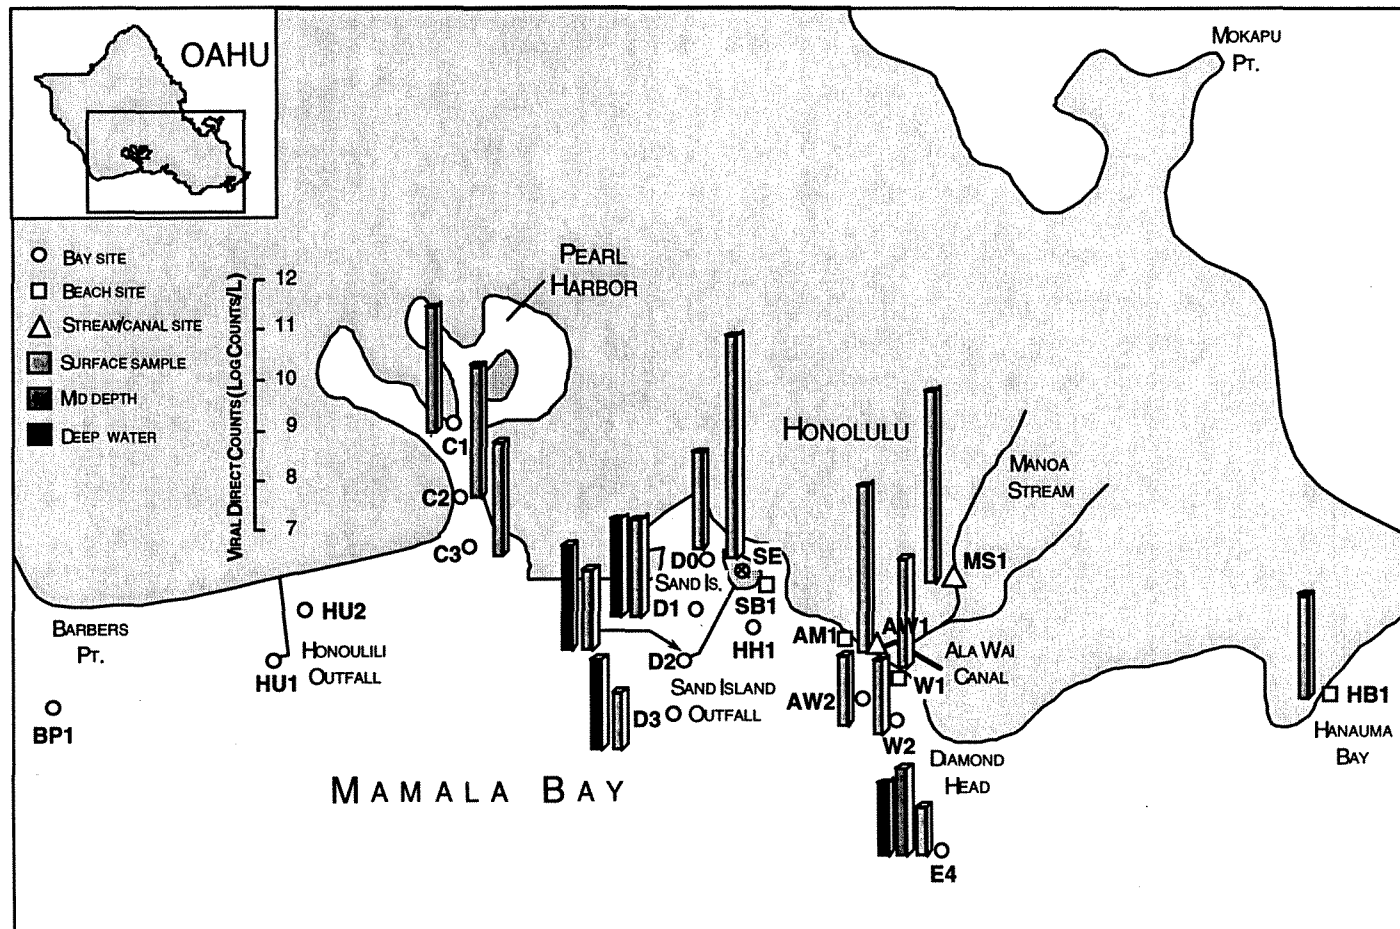 OAHU
MOKAPU
PT.
BAY SITE
BEACH SITE
STREAM/CANAL SITE
SURFACE SAMPLE
MID DEPTH
DEEP WATER
VIRAL DIRECT COUNTS (LOG COUNTS/L)
12
11
10
9
8
7
PEARL
HARBOR
C1
C2
C3
HONOLULU
MANOA
STREAM
MS1
D0
SE
SAND IS.
D1
SB1
HH1
D2
SAND ISLAND
OUTFALL
D3
AM1
AW1
ALA WAI
CANAL
W1
AW2
W2
DIAMOND
HEAD
E4
HB1
HANAUMA
BAY
BARBERS
PT.
HU2
HONOULILI
OUTFALL
HU1
BP1
MAMALA BAY